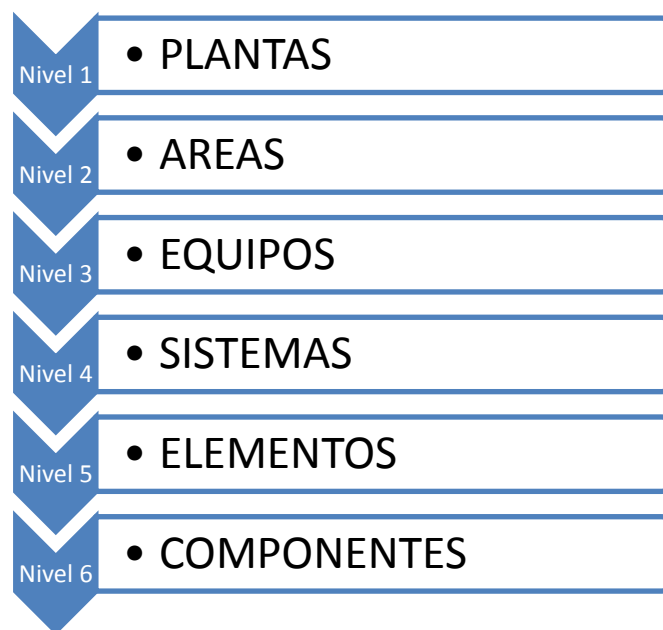 Nivel 1
• PLANTAS
Nivel 2
• AREAS
Nivel 3
• EQUIPOS
Nivel 4
• SISTEMAS
Nivel 5
• ELEMENTOS
Nivel 6
• COMPONENTES